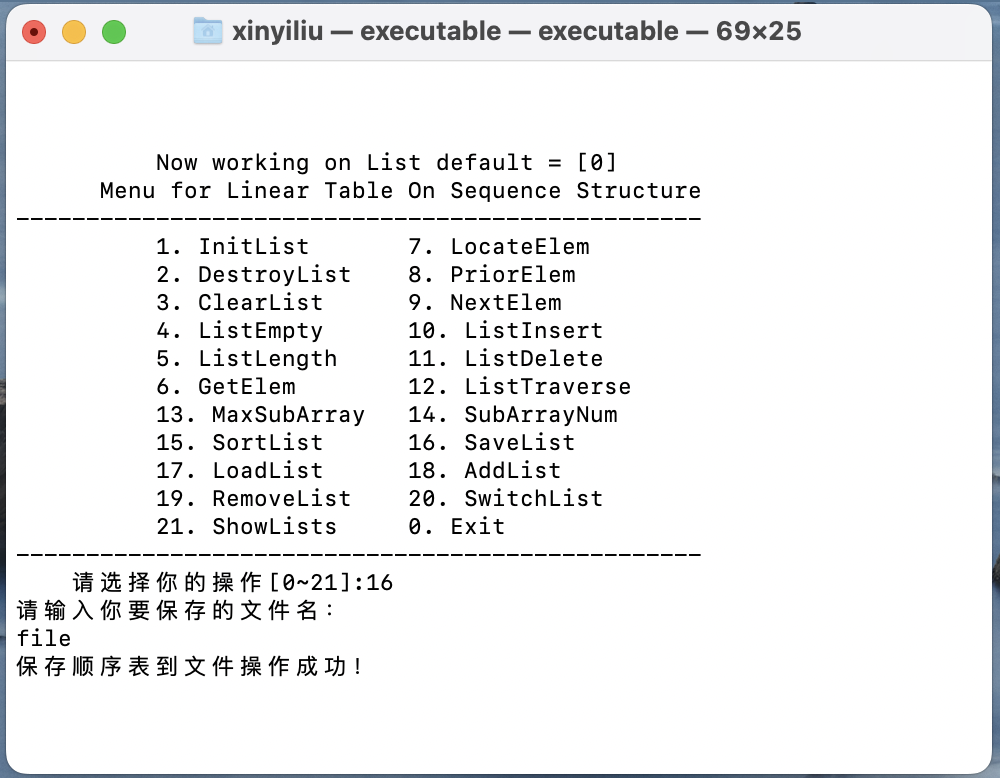 xinyiliu — executable — executable — 69×25
Now working on List default = [0]
Menu for Linear Table On Sequence Structure
-------------------------------------------------
1. InitList 7. LocateElem
2. DestroyList 8. PriorElem
3. ClearList 9. NextElem
4. ListEmpty 10. ListInsert
5. ListLength 11. ListDelete
6. GetElem 12. ListTraverse
13. MaxSubArray 14. SubArrayNum
15. SortList 16. SaveList
17. LoadList 18. AddList
19. RemoveList 20. SwitchList
21. ShowLists 0. Exit
-------------------------------------------------
请选择你的操作[0~21]:16
请输入你要保存的文件名：
file
保存顺序表到文件操作成功！